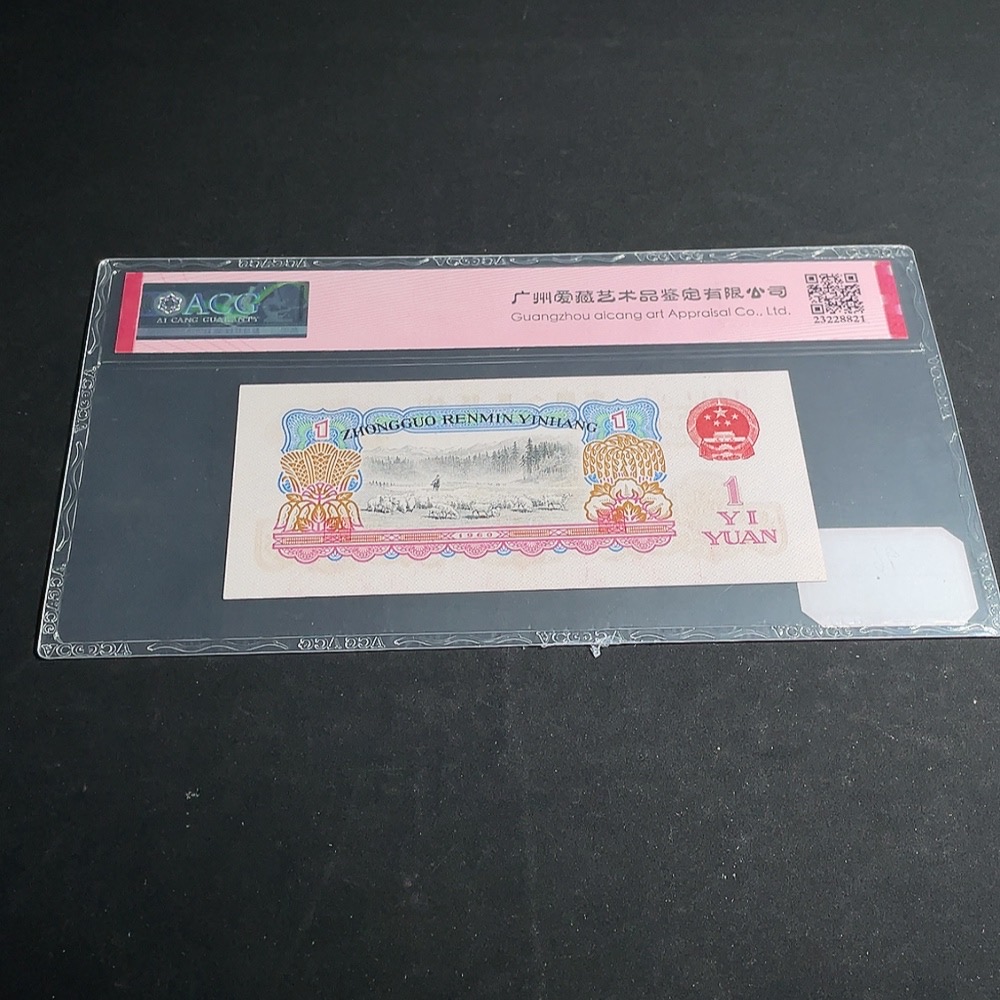 ACG
AI CANG GUARANTY
广州爱藏艺术品鉴定有限公司
Guangzhou aicang art Appraisal Co., Ltd.
23228821
1
ZHONGGUO RENMIN YINHANG
1
1
YI
YUAN
1960